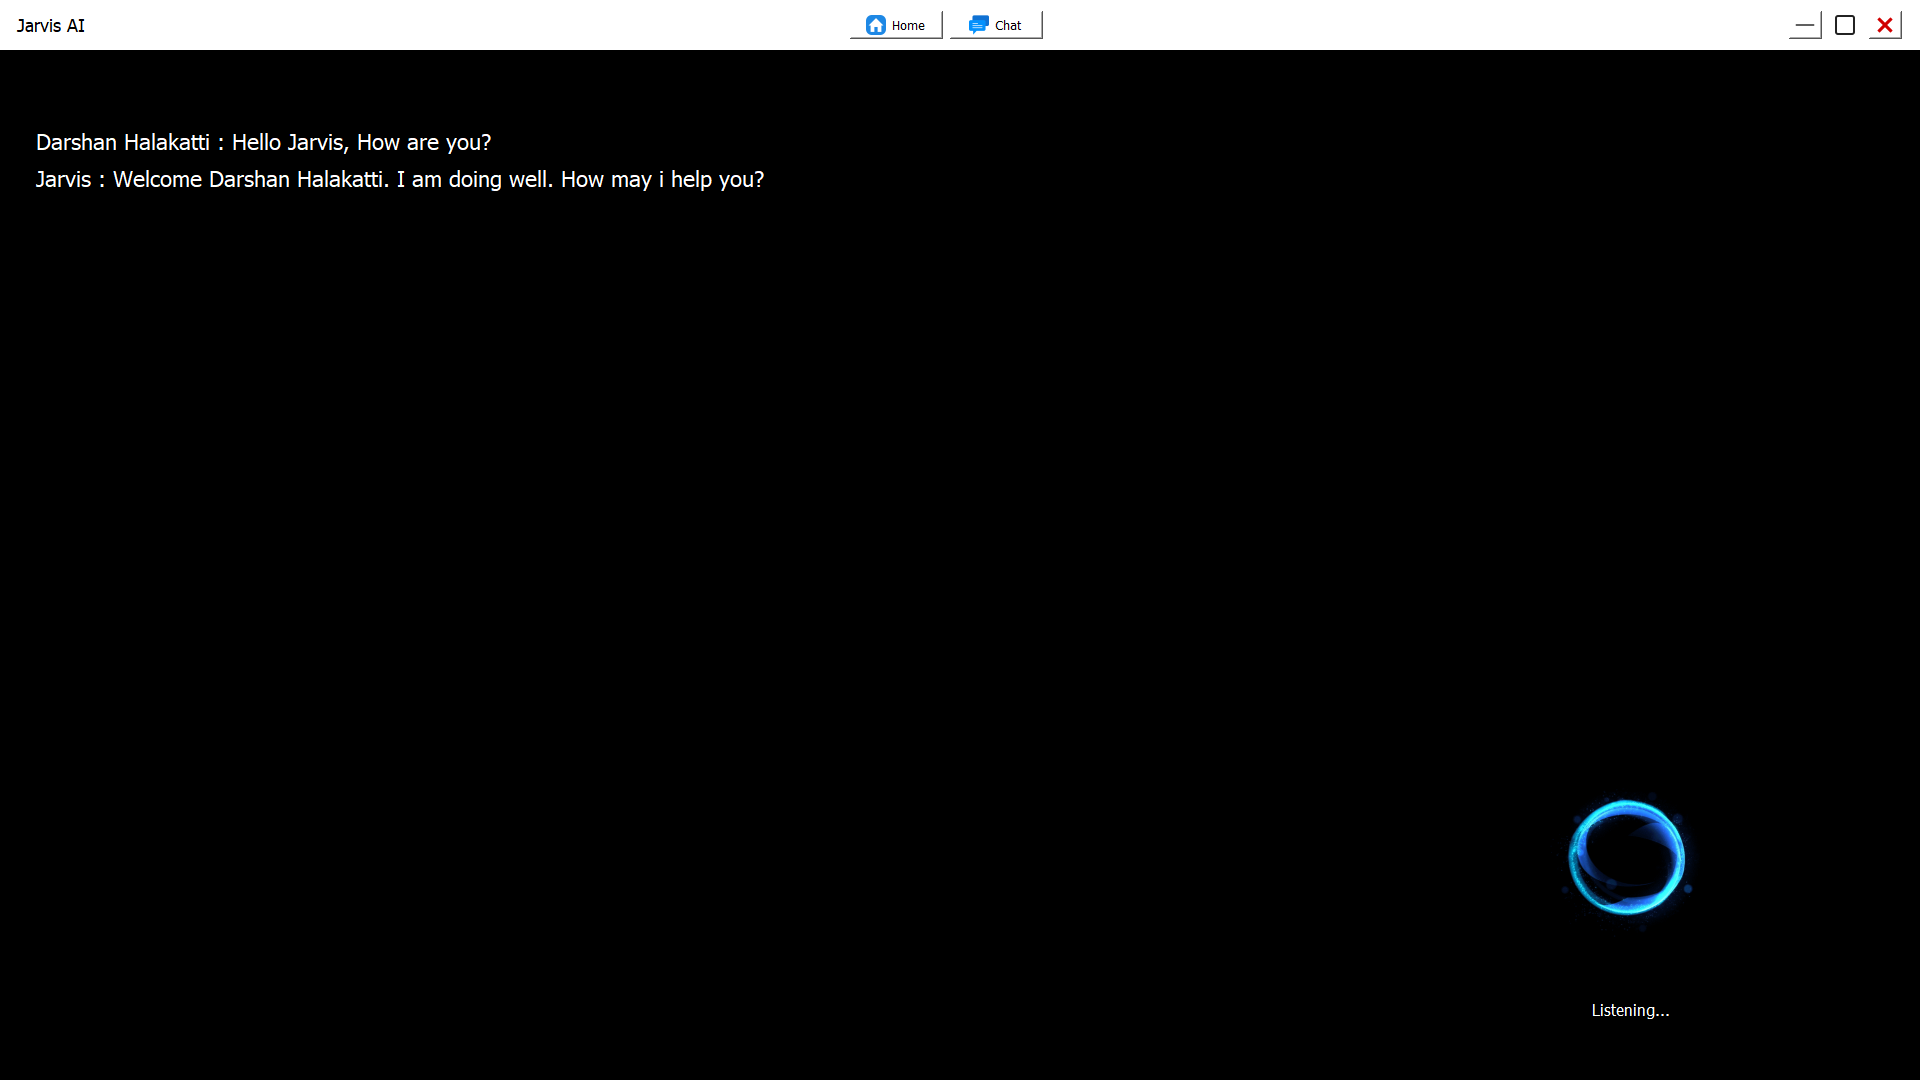 Jarvis AI
Home
Chat
Darshan Halakatti : Hello Jarvis, How are you?
Jarvis : Welcome Darshan Halakatti. I am doing well. How may i help you?
Listening...